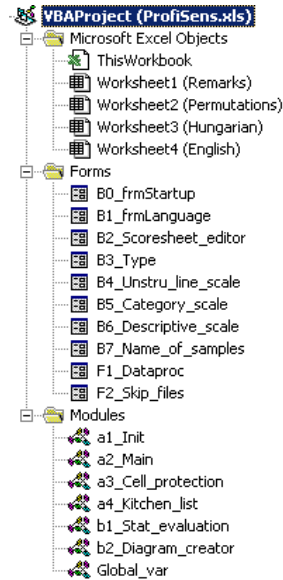 VBAProject (ProfiSens.xls)
Microsoft Excel Objects
ThisWorkbook
Worksheet1 (Remarks)
Worksheet2 (Permutations)
Worksheet3 (Hungarian)
Worksheet4 (English)
Forms
B0_frmStartup
B1_frmLanguage
B2_Scoresheet_editor
B3_Type
B4_Unstru_line_scale
B5_Category_scale
B6_Descriptive_scale
B7_Name_of_samples
F1_Dataproc
F2_Skip_files
Modules
a1_Init
a2_Main
a3_Cell_protection
a4_Kitchen_list
b1_Stat_evaluation
b2_Diagram_creator
Global_var